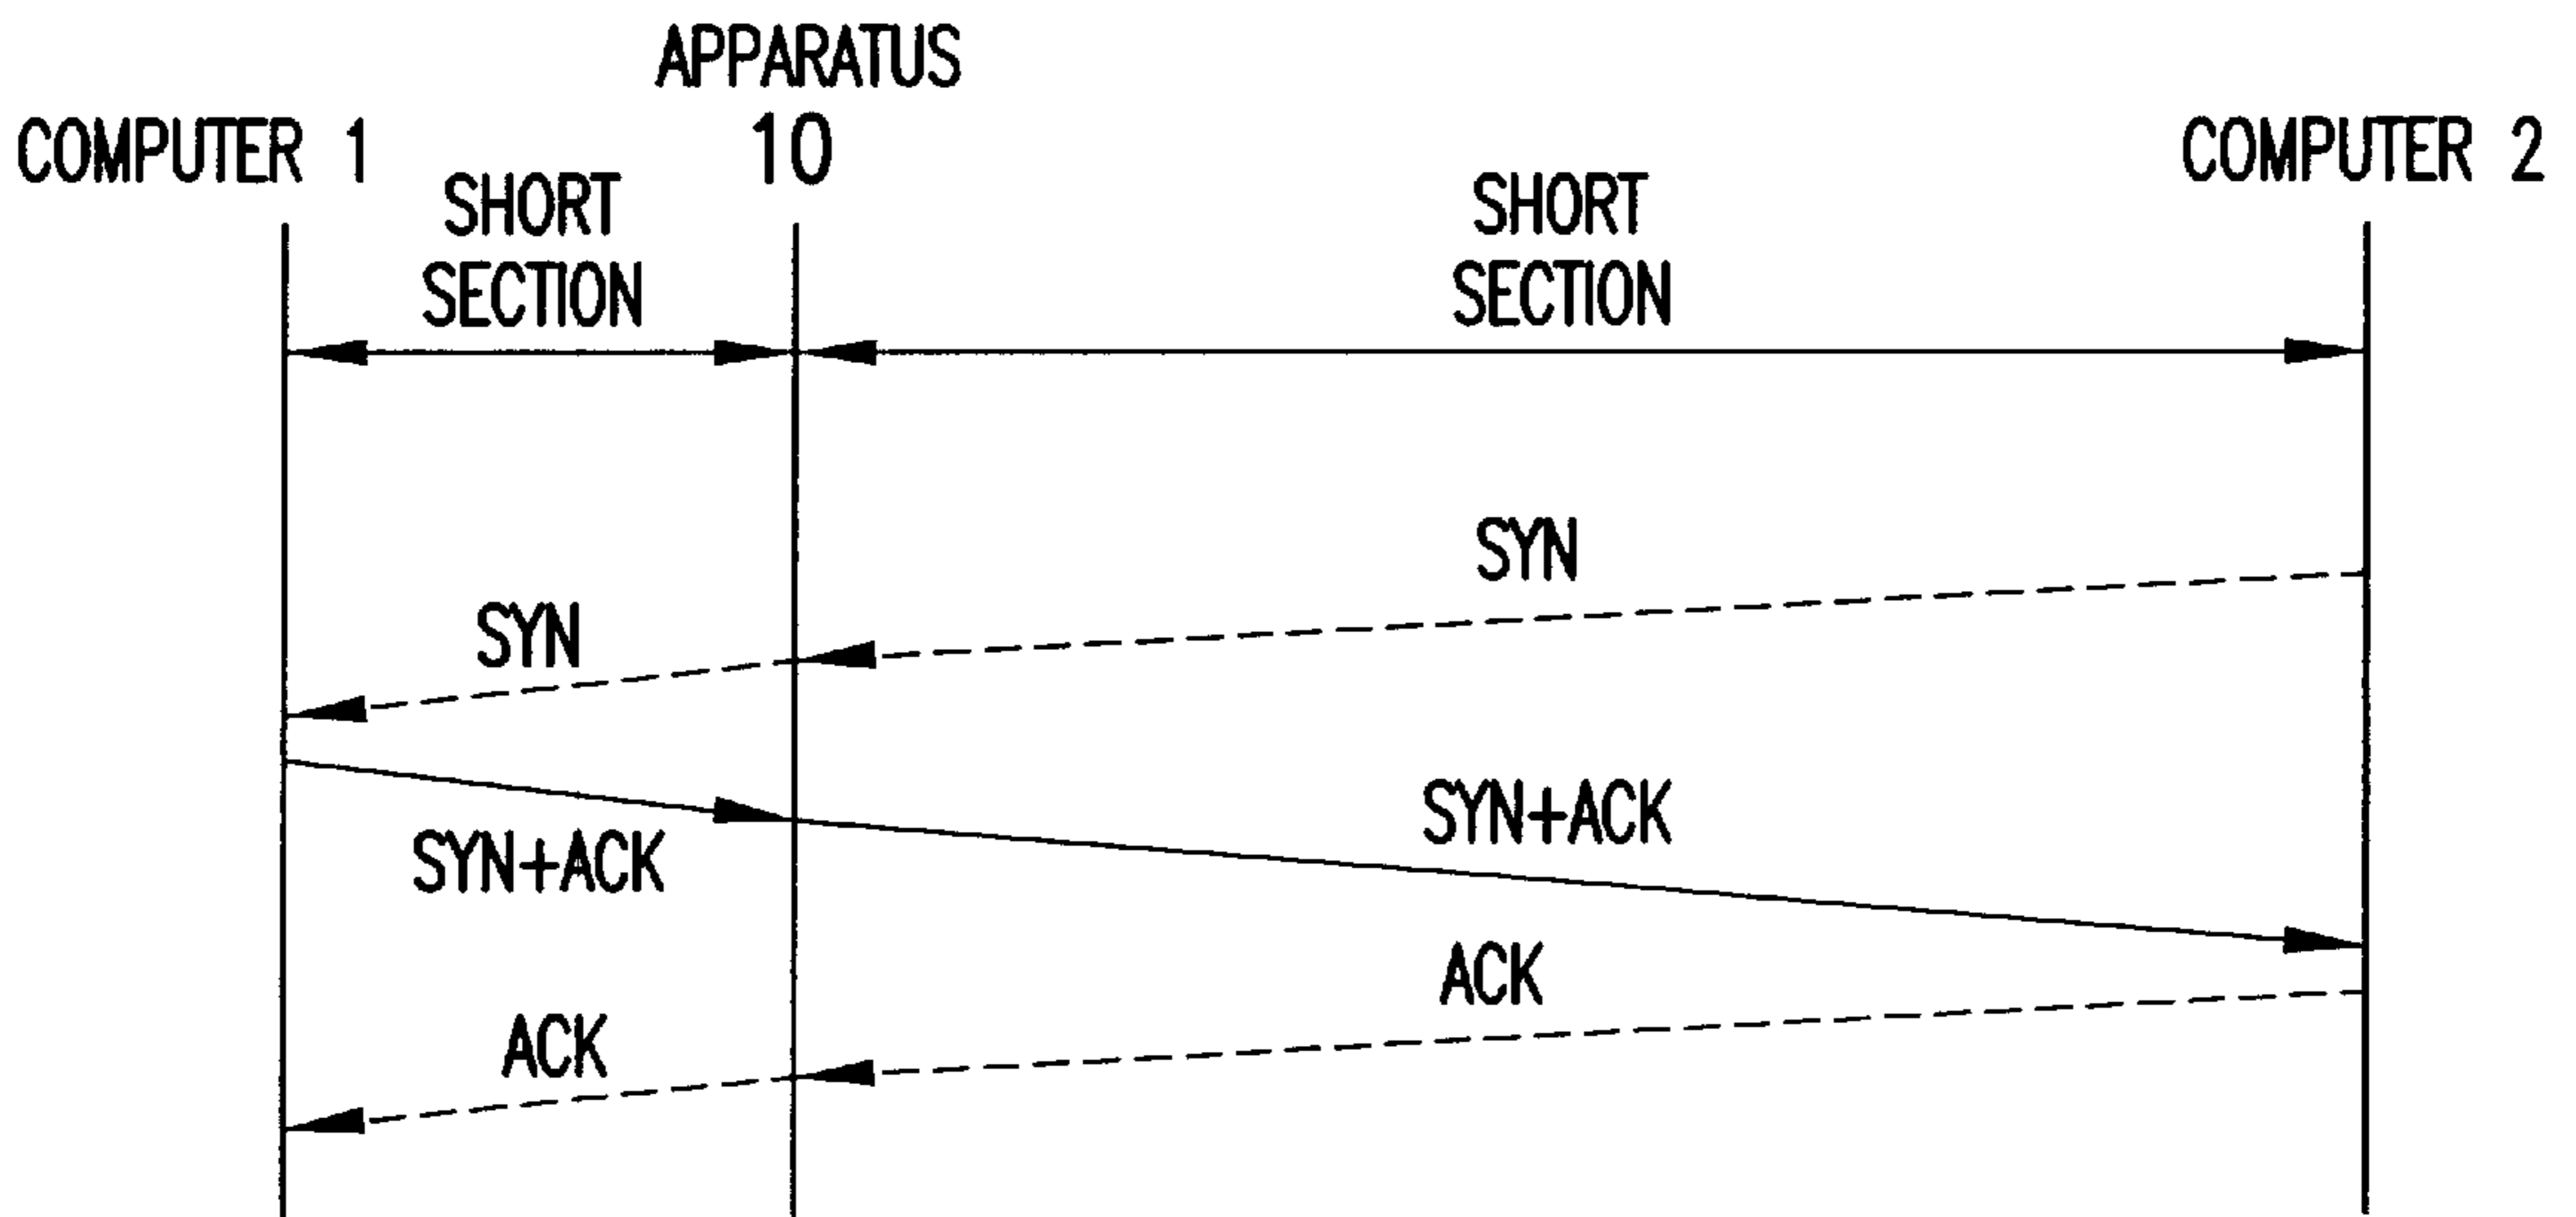 APPARATUS
10
COMPUTER 1
COMPUTER 2
SHORT
SECTION
SHORT
SECTION
SYN
SYN
SYN+ACK
SYN+ACK
ACK
ACK